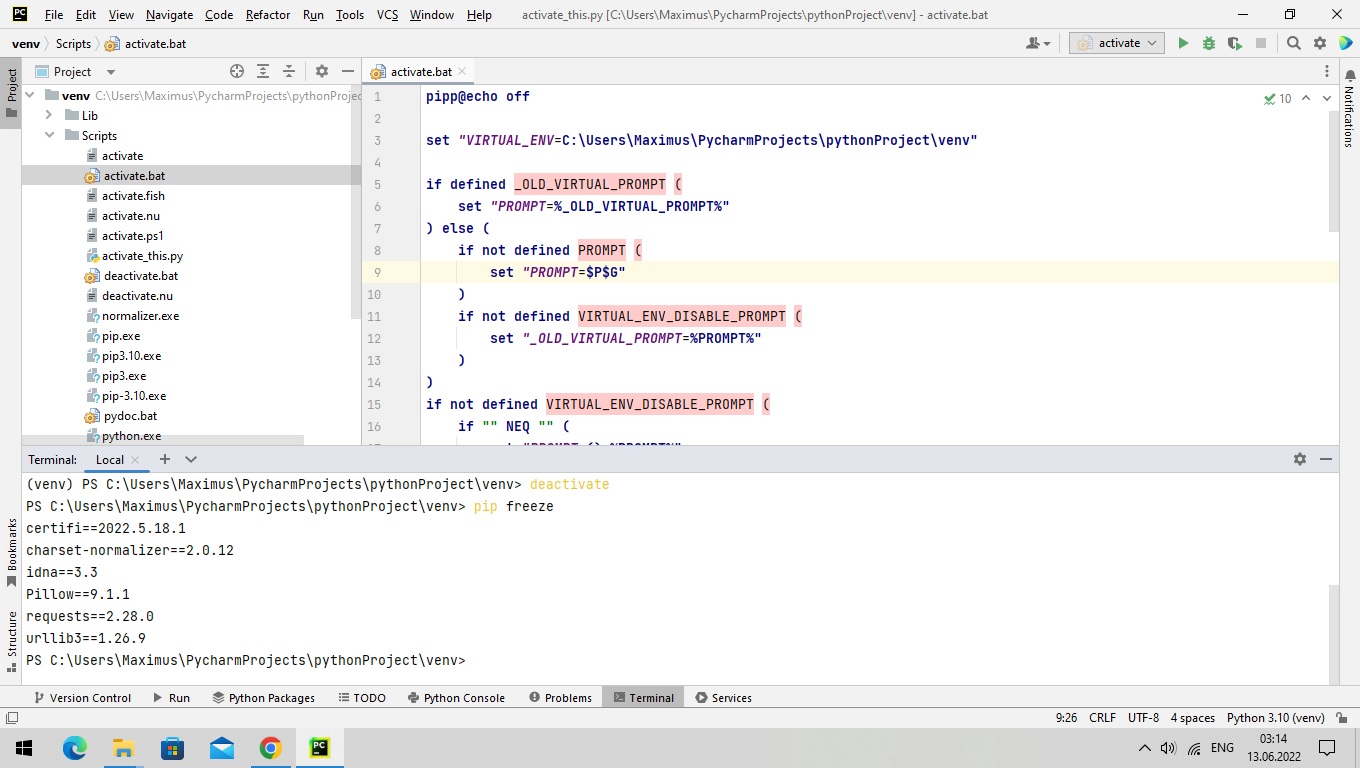 PC
File Edit View Navigate Code Refactor Run Tools VCS Window Help activate_this.py [C:\Users\Maximus\PycharmProjects\pythonProject\venv] - activate.bat
venv Scripts activate.bat
activate
Project
Project
activate.bat
venv C:\Users\Maximus\PycharmProjects\pythonProjec
Lib
Scripts
activate
activate.bat
activate.fish
activate.nu
activate.ps1
activate_this.py
deactivate.bat
deactivate.nu
normalizer.exe
pip.exe
pip3.10.exe
pip3.exe
pip-3.10.exe
pydoc.bat
python.exe
1 pipp@echo off
10
2
3 set "VIRTUAL_ENV=C:\Users\Maximus\PycharmProjects\pythonProject\venv"
4
5 if defined _OLD_VIRTUAL_PROMPT (
6 set "PROMPT=%_OLD_VIRTUAL_PROMPT%"
7 ) else (
8 if not defined PROMPT (
9 set "PROMPT=$P$G"
10 )
11 if not defined VIRTUAL_ENV_DISABLE_PROMPT (
12 set "_OLD_VIRTUAL_PROMPT=%PROMPT%"
13 )
14 )
15 if not defined VIRTUAL_ENV_DISABLE_PROMPT (
16 if "" NEQ "" (
Notifications
Terminal: Local
(venv) PS C:\Users\Maximus\PycharmProjects\pythonProject\venv> deactivate
PS C:\Users\Maximus\PycharmProjects\pythonProject\venv> pip freeze
certifi==2022.5.18.1
charset-normalizer==2.0.12
idna==3.3
Pillow==9.1.1
requests==2.28.0
urllib3==1.26.9
PS C:\Users\Maximus\PycharmProjects\pythonProject\venv>
Bookmarks
Structure
Version Control Run Python Packages TODO Python Console Problems Terminal Services
9:26 CRLF UTF-8 4 spaces Python 3.10 (venv)
PC
ENG
03:14
13.06.2022